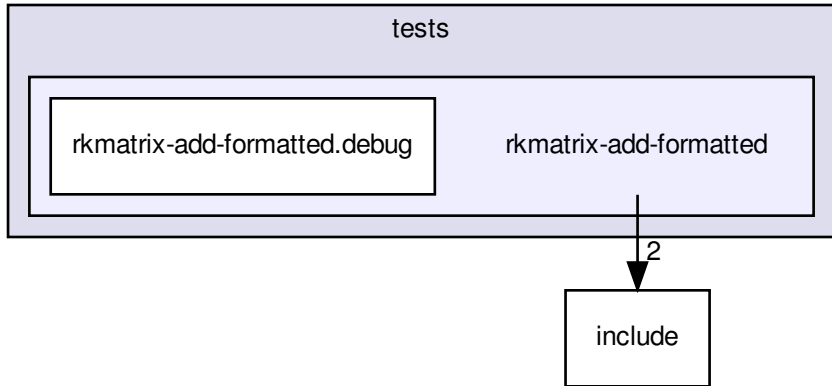 tests
rkmatrix-add-formatted.debug
rkmatrix-add-formatted
2
include